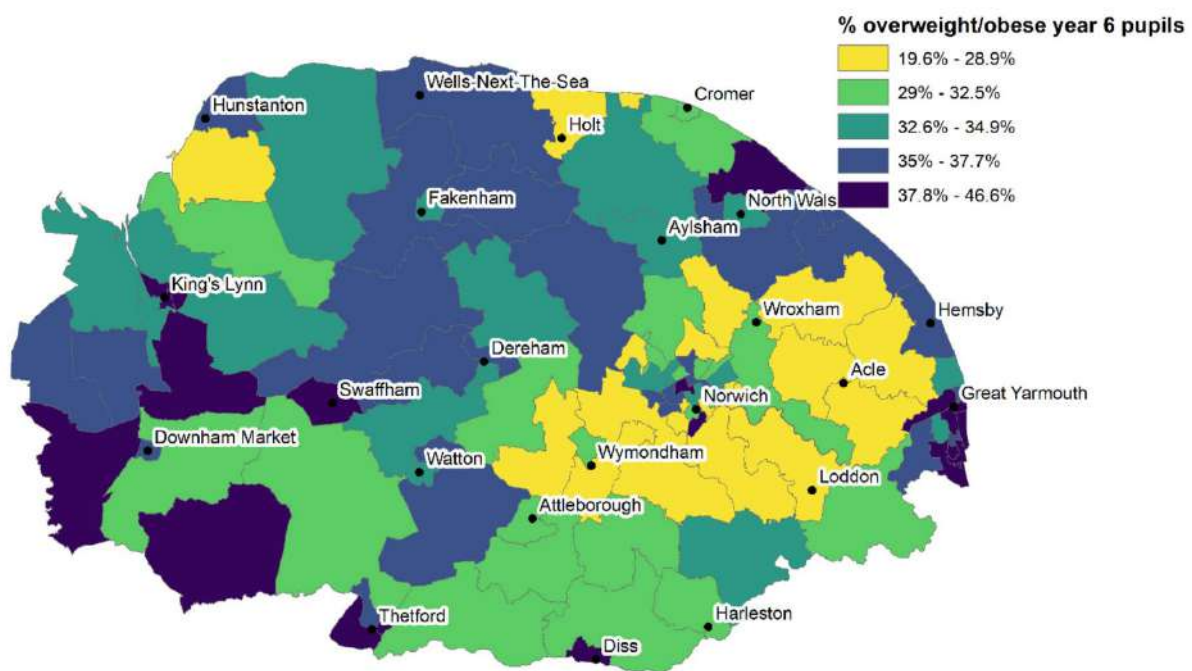 % overweight/obese year 6 pupils
19.6% - 28.9%
29% - 32.5%
32.6% - 34.9%
35% - 37.7%
37.8% - 46.6%
Wells-Next-The-Sea
Cromer
Hunstanton
Holt
Fakenham
North Wals
Aylsham
King's Lynn
Wroxham
Hemsby
Dereham
Acle
Swaffham
Norwich
Great Yarmouth
Downham Market
Watton
Wymondham
Loddon
Attleborough
Thetford
Harleston
Diss